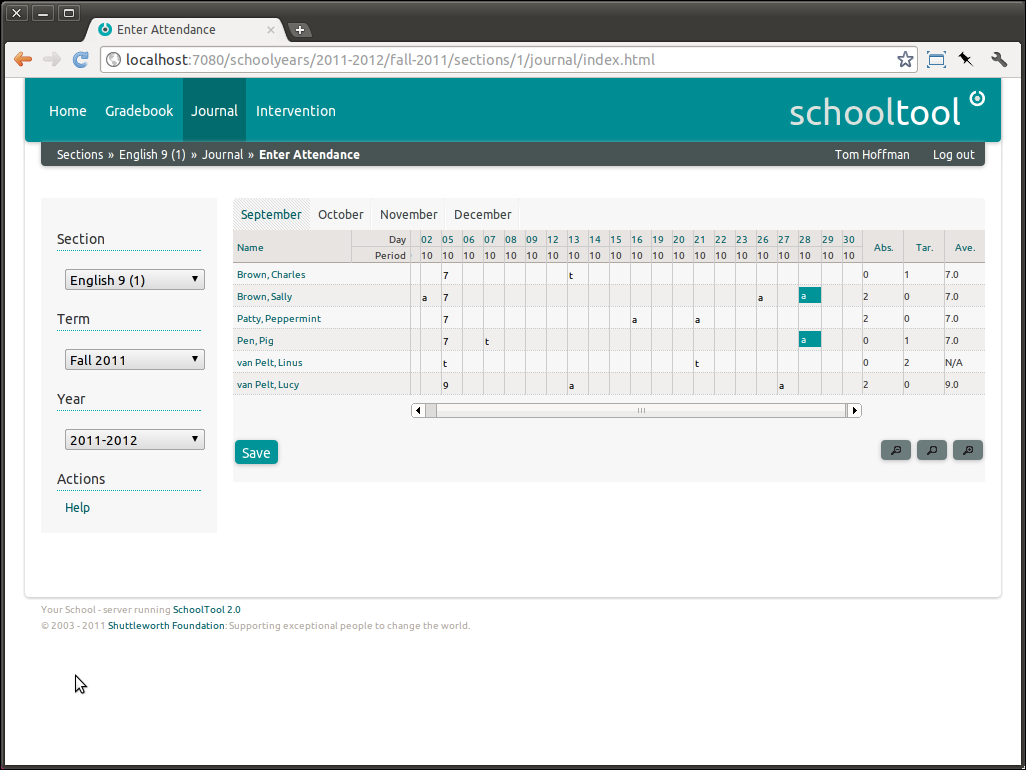 Enter Attendance
localhost:7080/schoolyears/2011-2012/fall-2011/sections/1/journal/index.html
Home Gradebook Journal Intervention schooltool
Sections » English 9 (1) » Journal » Enter Attendance Tom Hoffman Log out
Section
English 9 (1)
Term
Fall 2011
Year
2011-2012
Actions
Help
September October November December
Name Day 02 05 06 07 08 09 12 13 14 15 16 19 20 21 22 23 26 27 28 29 30 Abs. Tar. Ave.
Period 10 10 10 10 10 10 10 10 10 10 10 10 10 10 10 10 10 10 10 10 10
Brown, Charles 7 t 0 1 7.0
Brown, Sally a 7 a a 2 0 7.0
Patty, Peppermint 7 a a 2 0 7.0
Pen, Pig 7 t a 0 1 7.0
van Pelt, Linus t t 0 2 N/A
van Pelt, Lucy 9 a a 2 0 9.0
Save
Your School - server running SchoolTool 2.0
© 2003 - 2011 Shuttleworth Foundation: Supporting exceptional people to change the world.